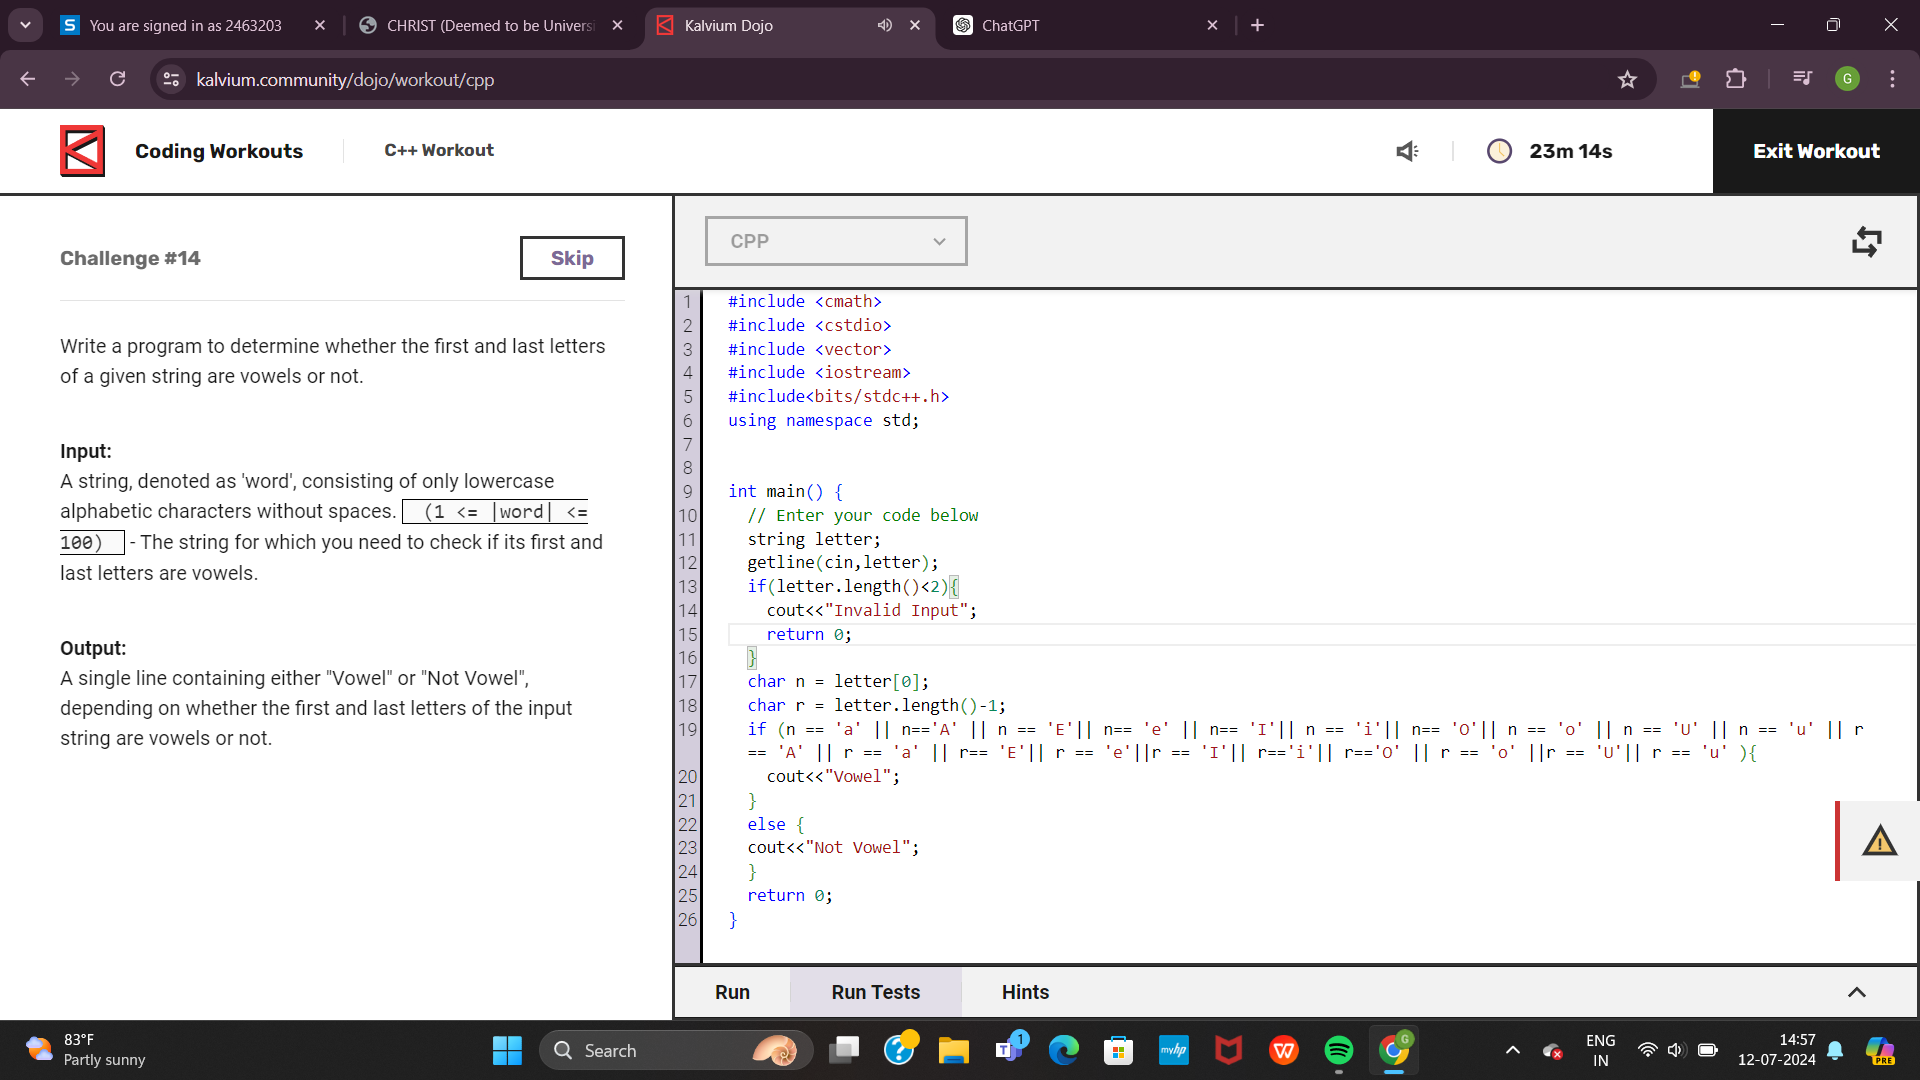 You are signed in as 2463203
CHRIST (Deemed to be Universi
Kalvium Dojo
ChatGPT
kalvium.community/dojo/workout/cpp
G
Coding Workouts
C++ Workout
23m 14s
Exit Workout
Challenge #14
Skip
Write a program to determine whether the first and last letters
of a given string are vowels or not.
Input:
A string, denoted as 'word', consisting of only lowercase
alphabetic characters without spaces. (1 <= |word| <=
100) - The string for which you need to check if its first and
last letters are vowels.
Output:
A single line containing either "Vowel" or "Not Vowel",
depending on whether the first and last letters of the input
string are vowels or not.
CPP
1 #include <cmath>
2 #include <cstdio>
3 #include <vector>
4 #include <iostream>
5 #include<bits/stdc++.h>
6 using namespace std;
7
8
9 int main() {
10 // Enter your code below
11 string letter;
12 getline(cin,letter);
13 if(letter.length()<2){
14 cout<<"Invalid Input";
15 return 0;
16 }
17 char n = letter[0];
18 char r = letter.length()-1;
19 if (n == 'a' || n=='A' || n == 'E'|| n== 'e' || n== 'I'|| n == 'i'|| n== 'O'|| n == 'o' || n == 'U' || n == 'u' || r
== 'A' || r == 'a' || r== 'E'|| r == 'e'||r == 'I'|| r=='i'|| r=='O' || r == 'o' ||r == 'U'|| r == 'u' ){
20 cout<<"Vowel";
21 }
22 else {
23 cout<<"Not Vowel";
24 }
25 return 0;
26 }
Run
Run Tests
Hints
83°F
Partly sunny
Search
1
myhp
W
G
ENG
IN
14:57
12-07-2024
PRE